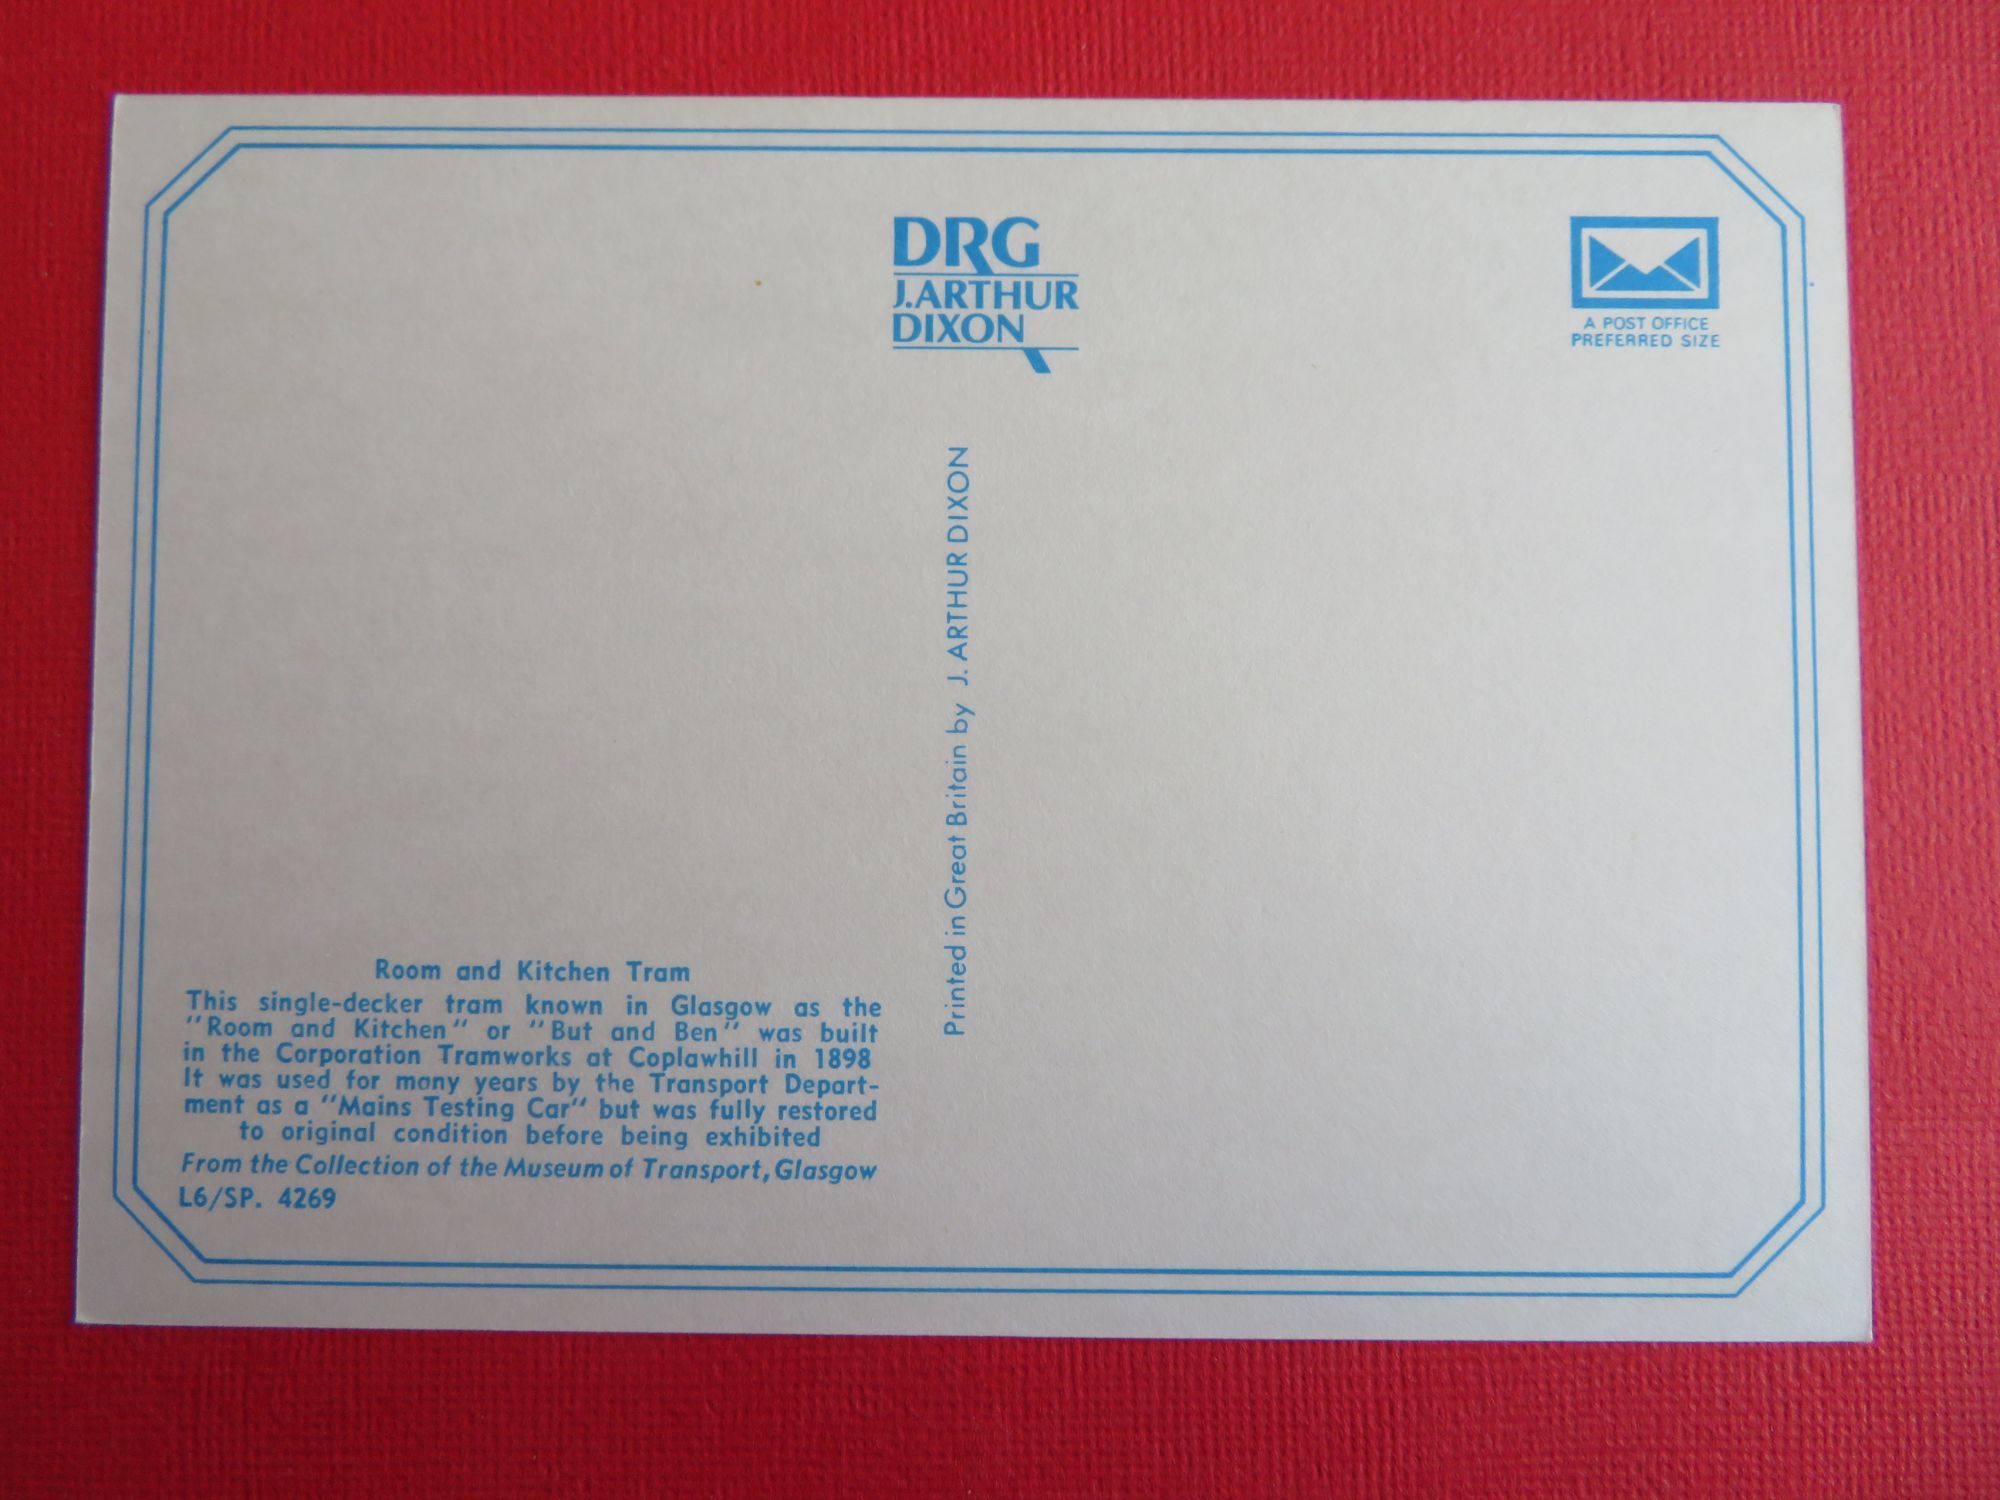 DRG
J.ARTHUR
DIXON
A POST OFFICE
PREFERRED SIZE
Printed in Great Britain by J. ARTHUR DIXON
Room and Kitchen Tram
This single-decker tram known in Glasgow as the
"Room and Kitchen" or "But and Ben" was built
in the Corporation Tramworks at Coplawhill in 1898
It was used for many years by the Transport Depart-
ment as a "Mains Testing Car" but was fully restored
to original condition before being exhibited
From the Collection of the Museum of Transport, Glasgow
L6/SP. 4269